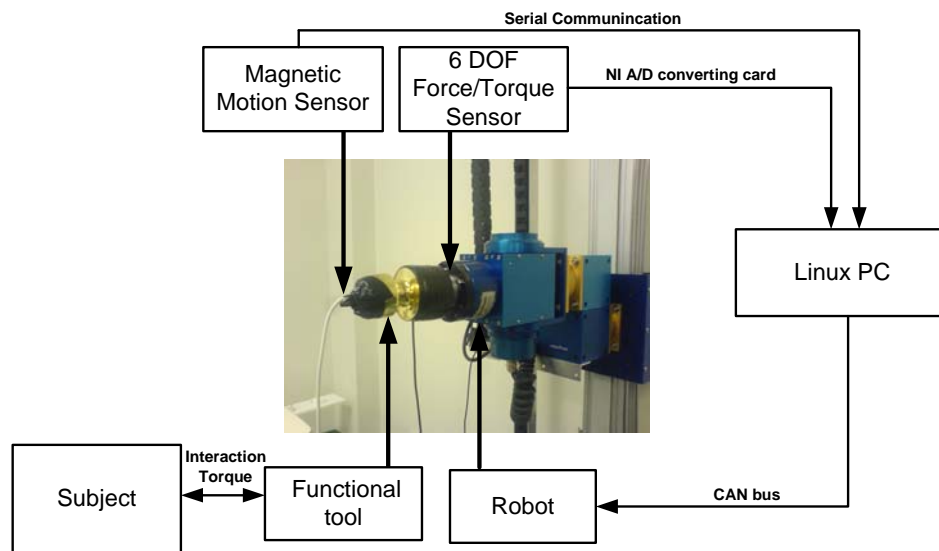 Serial Communincation
Magnetic
Motion Sensor
6 DOF
Force/Torque
Sensor
NI A/D converting card
Linux PC
Interaction
Torque
Subject
Functional
tool
Robot
CAN bus